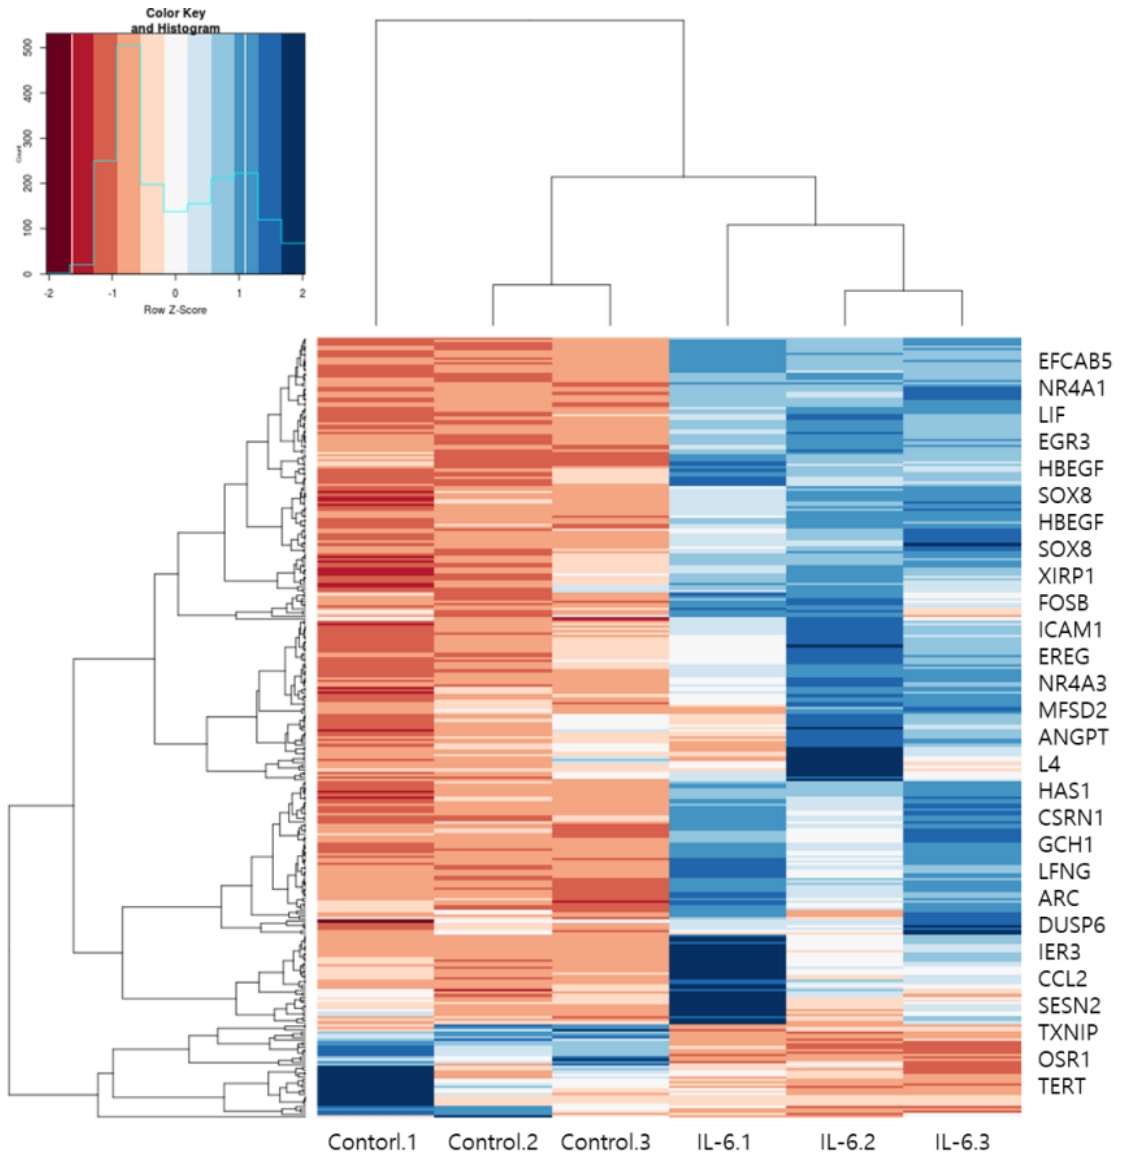 Color Key
and Histogram
500
400
300
200
100
0
Count
-2 -1 0 1 2
Row Z-Score
EFCAB5
NR4A1
LIF
EGR3
HBEGF
SOX8
HBEGF
SOX8
XIRP1
FOSB
ICAM1
EREG
NR4A3
MFSD2
ANGPT
L4
HAS1
CSRN1
GCH1
LFNG
ARC
DUSP6
IER3
CCL2
SESN2
TXNIP
OSR1
TERT
Contorl.1 Control.2 Control.3 IL-6.1 IL-6.2 IL-6.3